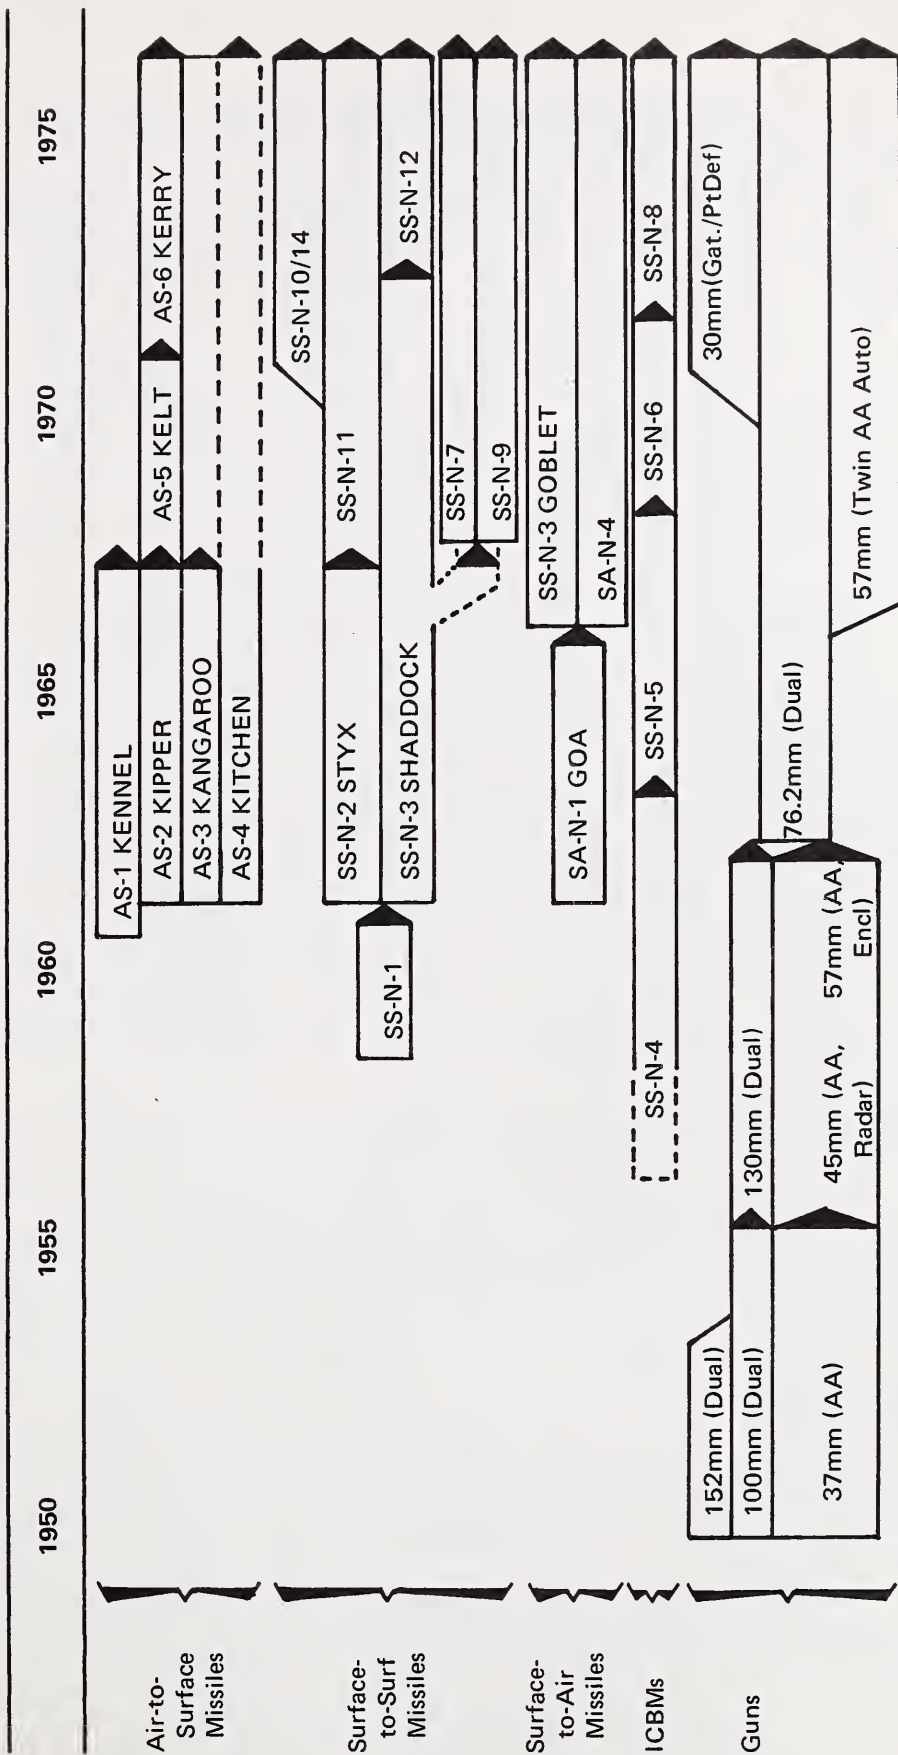 1950 1955 1960 1965 1970 1975
Air-to-
Surface
Missiles
AS-1 KENNEL
AS-2 KIPPER AS-5 KELT AS-6 KERRY
AS-3 KANGAROO
AS-4 KITCHEN
Surface-
to-Surf
Missiles
SS-N-10/14
SS-N-2 STYX SS-N-11
SS-N-1
SS-N-3 SHADDOCK SS-N-12
SS-N-7
SS-N-9
Surface-
to-Air
Missiles
SS-N-3 GOBLET
SA-N-1 GOA
SA-N-4
ICBMs
SS-N-4 SS-N-5 SS-N-6 SS-N-8
Guns
152mm (Dual)
30mm(Gat./PtDef)
100mm (Dual) 130mm (Dual)
76.2mm (Dual)
37mm (AA)
45mm (AA,
Radar)
57mm (AA,
Encl)
57mm (Twin AA Auto)